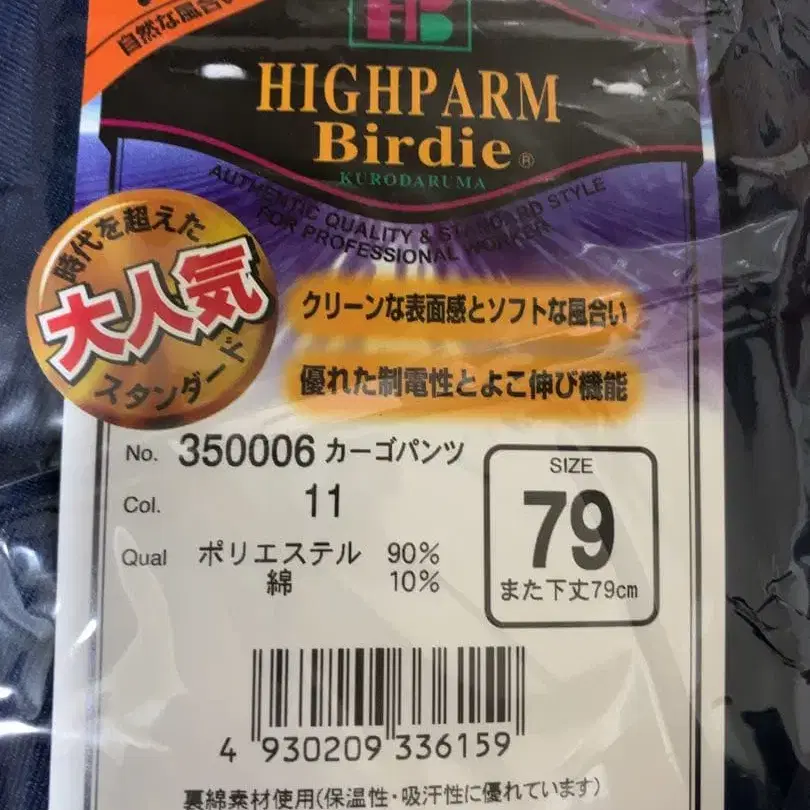 自然な風合い
HB
HIGHPARM
Birdie®
KURODARUMA
AUTHENTIC QUALITY & STANDARD STYLE
FOR PROFESSIONAL WORKER
時代を超えた
大人気
スタンダード
クリーンな表面感とソフトな風合い
優れた制電性とよこ伸び機能
No. 350006 カーゴパンツ
Col. 11
Qual ポリエステル 90%
綿 10%
SIZE
79
また下丈79cm
4 930209 336159
裏綿素材使用(保温性・吸汗性に優れています)